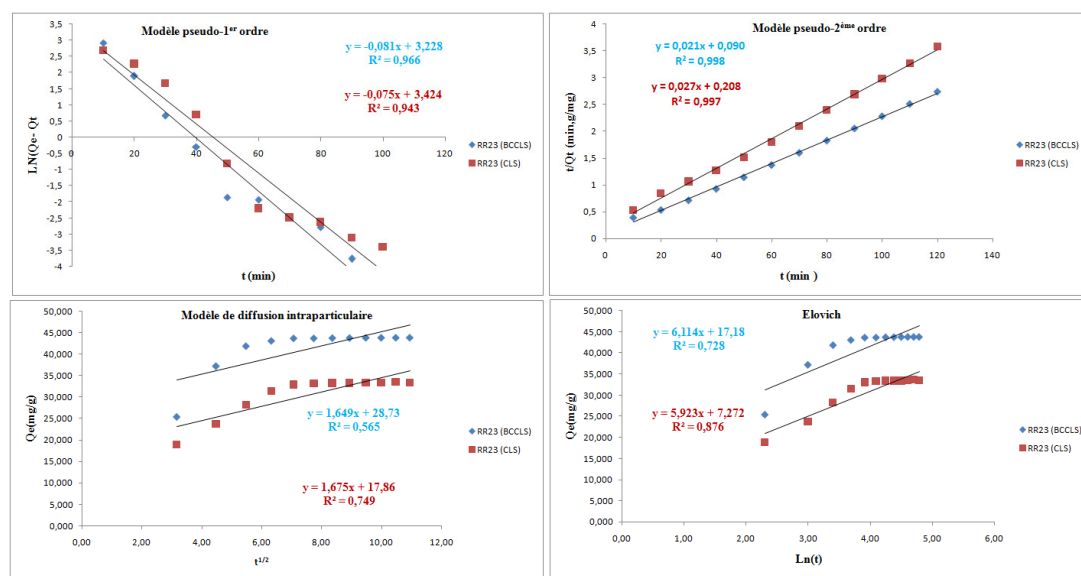 Modèle pseudo-1er ordre
y = -0,081x + 3,228
R² = 0,966
y = -0,075x + 3,424
R² = 0,943
3,5
3
2,5
2
1,5
1
0,5
0
-0,5
-1
-1,5
-2
-2,5
-3
-3,5
-4
0 20 40 60 80 100 120
LN(Qe- Qt)
t (min)
RR23 (BCCLS)
RR23 (CLS)
Modèle pseudo-2ème ordre
y = 0,021x + 0,090
R² = 0,998
y = 0,027x + 0,208
R² = 0,997
4
3,5
3
2,5
2
1,5
1
0,5
0
0 20 40 60 80 100 120 140
t/Qt (min,g/mg)
t (min )
RR23 (BCCLS)
RR23 (CLS)
Modèle de diffusion intraparticulaire
50,000
45,000
40,000
35,000
30,000
25,000
20,000
15,000
10,000
5,000
0,000
0,00 2,00 4,00 6,00 8,00 10,00 12,00
Qe(mg/g)
t1/2
y = 1,649x + 28,73
R² = 0,565
y = 1,675x + 17,86
R² = 0,749
RR23 (BCCLS)
RR23 (CLS)
Elovich
50,000
45,000
40,000
35,000
30,000
25,000
20,000
15,000
10,000
5,000
0,000
0,00 1,00 2,00 3,00 4,00 5,00 6,00
Qe(mg/g)
Ln(t)
y = 6,114x + 17,18
R² = 0,728
y = 5,923x + 7,272
R² = 0,876
RR23 (BCCLS)
RR23 (CLS)